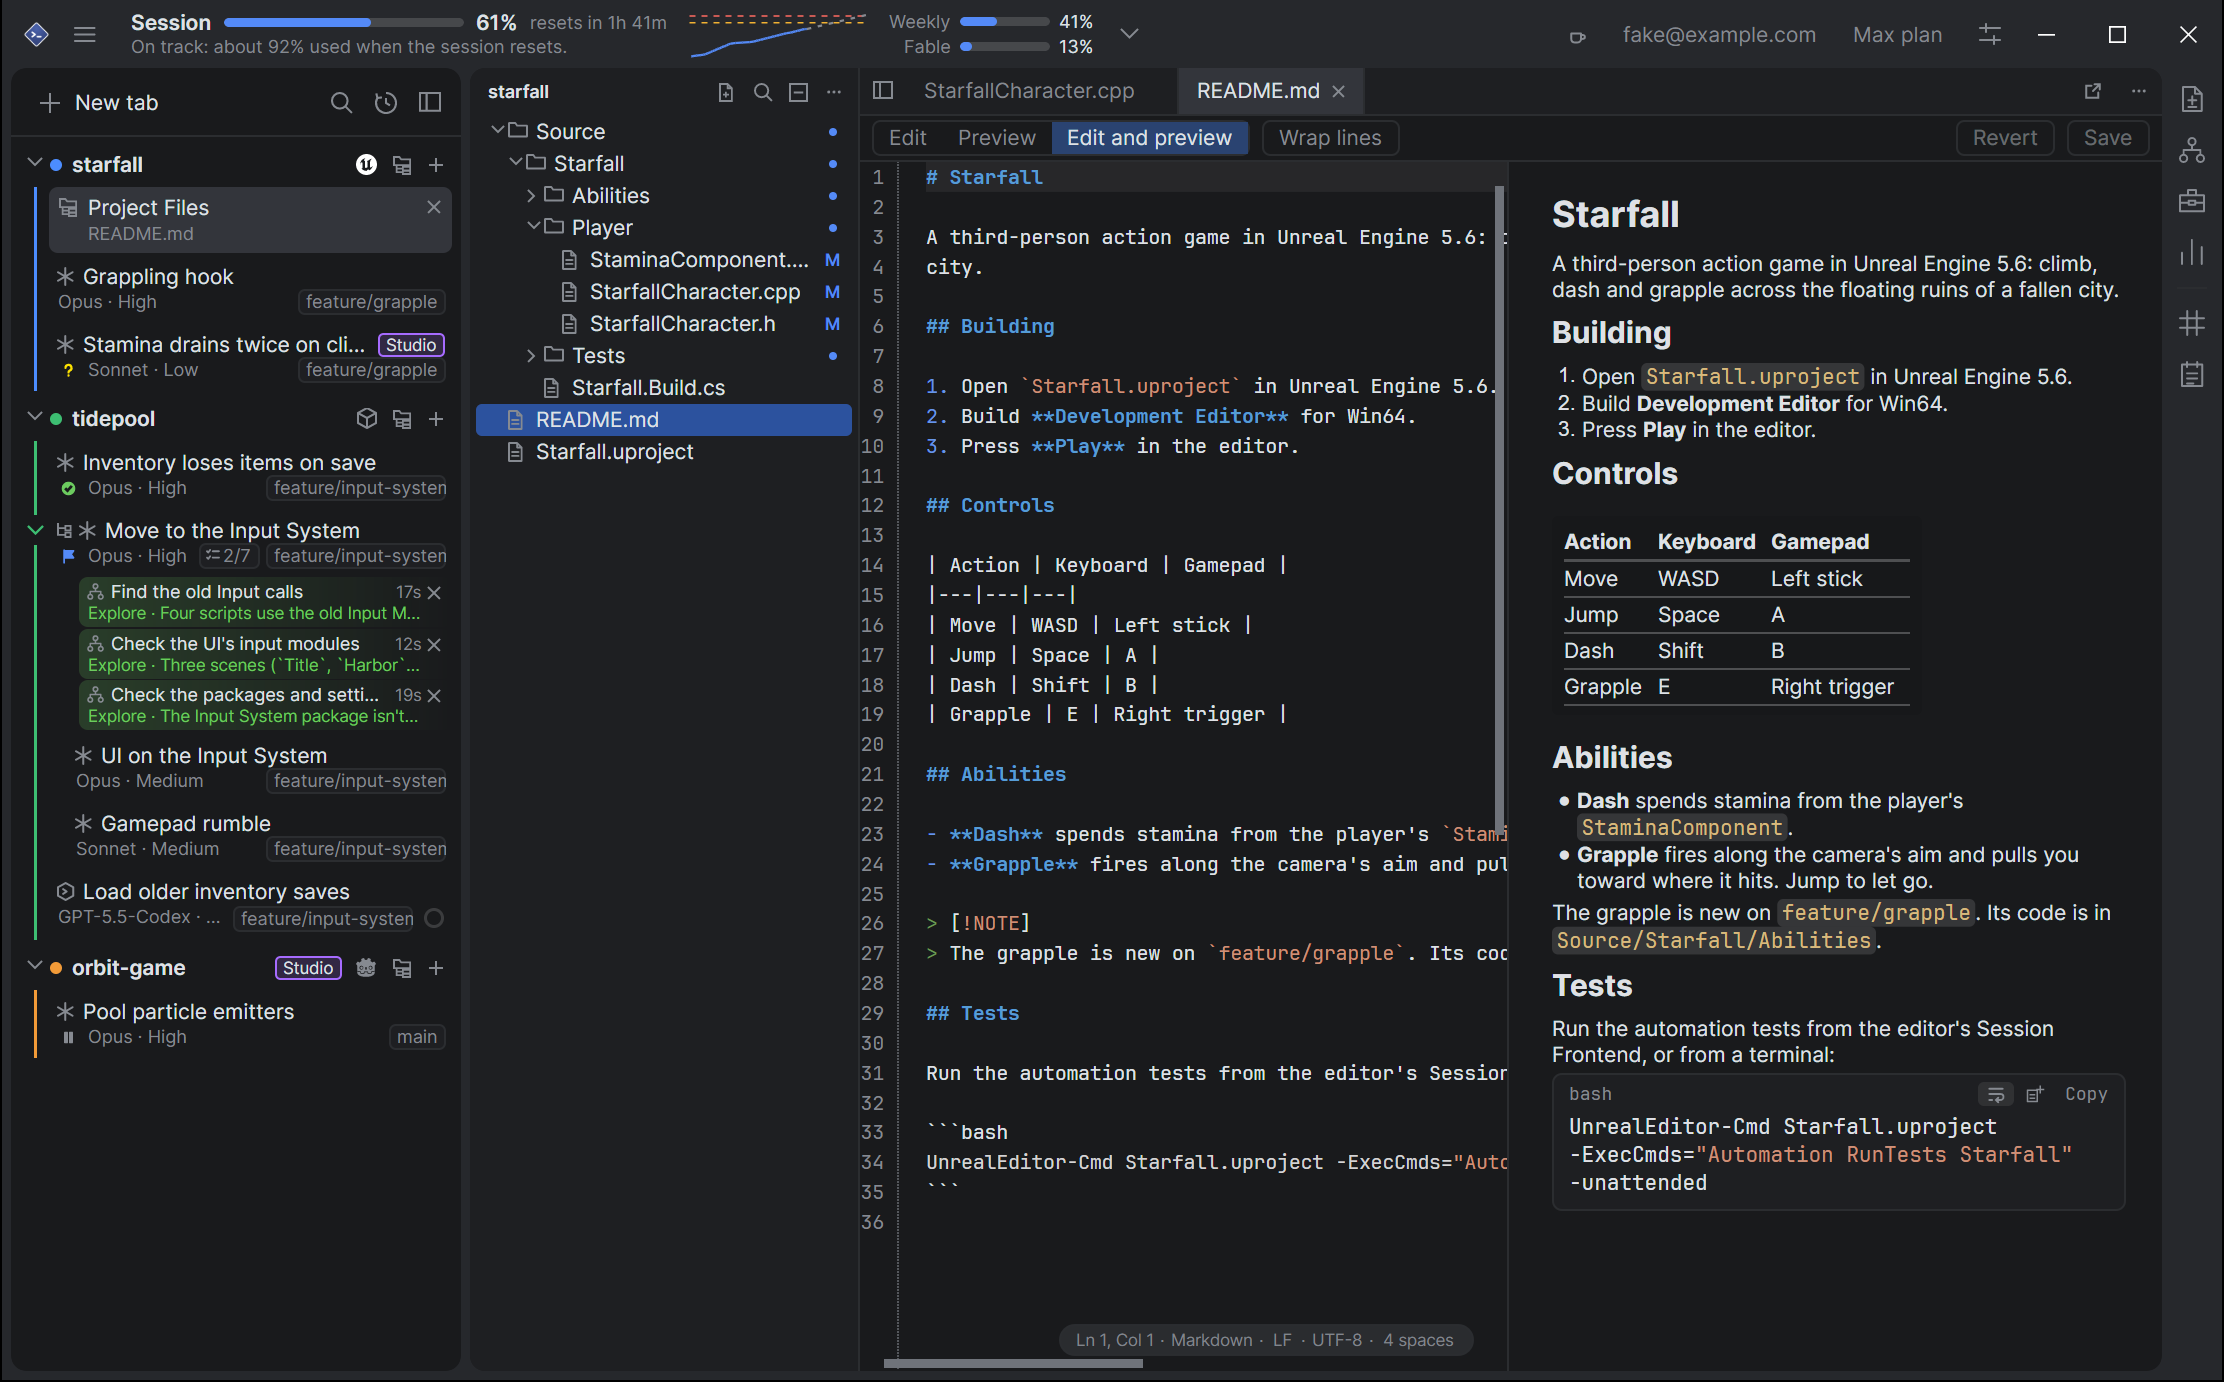 Session 61% resets in 1h 41m
On track: about 92% used when the session resets.
Weekly 41%
Fable 13%
fake@example.com Max plan
New tab
starfall
Project Files
README.md
Grappling hook
Opus · High feature/grapple
Stamina drains twice on cli... Studio
? Sonnet · Low feature/grapple
tidepool
Inventory loses items on save
Opus · High feature/input-system
Move to the Input System
Opus · High 2/7 feature/input-system
Find the old Input calls 17s
Explore · Four scripts use the old Input M...
Check the UI's input modules 12s
Explore · Three scenes (`Title`, `Harbor`...
Check the packages and setti... 19s
Explore · The Input System package isn't...
UI on the Input System
Opus · Medium feature/input-system
Gamepad rumble
Sonnet · Medium feature/input-system
Load older inventory saves
GPT-5.5-Codex · ... feature/input-system
orbit-game Studio
Pool particle emitters
Opus · High main
starfall
Source
Starfall
Abilities
Player
StaminaComponent.... M
StarfallCharacter.cpp M
StarfallCharacter.h M
Tests
Starfall.Build.cs
README.md
Starfall.uproject
StarfallCharacter.cpp README.md
Edit Preview Edit and preview Wrap lines Revert Save
1 # Starfall
2
3 A third-person action game in Unreal Engine 5.6:
4 city.
5
6 ## Building
7
8 1. Open `Starfall.uproject` in Unreal Engine 5.6.
9 2. Build **Development Editor** for Win64.
10 3. Press **Play** in the editor.
11
12 ## Controls
13
14 | Action | Keyboard | Gamepad |
15 |---|---|---|
16 | Move | WASD | Left stick |
17 | Jump | Space | A |
18 | Dash | Shift | B |
19 | Grapple | E | Right trigger |
20
21 ## Abilities
22
23 - **Dash** spends stamina from the player's `Stami
24 - **Grapple** fires along the camera's aim and pul
25
26 > [!NOTE]
27 > The grapple is new on `feature/grapple`. Its cod
28
29 ## Tests
30
31 Run the automation tests from the editor's Session
32
33 ```bash
34 UnrealEditor-Cmd Starfall.uproject -ExecCmds="Auto
35 ```
36
Ln 1, Col 1 · Markdown · LF · UTF-8 · 4 spaces
Starfall
A third-person action game in Unreal Engine 5.6: climb,
dash and grapple across the floating ruins of a fallen city.
Building
1. Open Starfall.uproject in Unreal Engine 5.6.
2. Build Development Editor for Win64.
3. Press Play in the editor.
Controls
Action Keyboard Gamepad
Move WASD Left stick
Jump Space A
Dash Shift B
Grapple E Right trigger
Abilities
• Dash spends stamina from the player's
StaminaComponent.
• Grapple fires along the camera's aim and pulls you
toward where it hits. Jump to let go.
The grapple is new on feature/grapple. Its code is in
Source/Starfall/Abilities.
Tests
Run the automation tests from the editor's Session
Frontend, or from a terminal:
bash Copy
UnrealEditor-Cmd Starfall.uproject
-ExecCmds="Automation RunTests Starfall"
-unattended